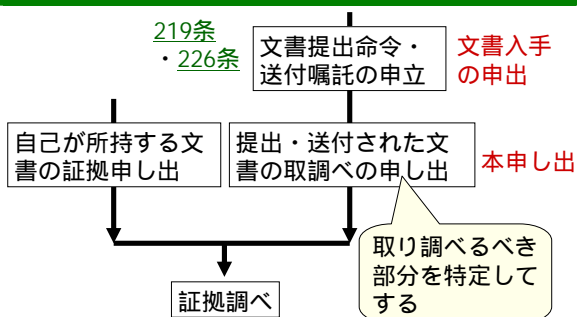 219条
・226条
文書提出命令・
送付嘱託の申立
文書入手
の申出
自己が所持する文
書の証拠申し出
提出・送付された文
書の取調べの申し出
本申し出
取り調べるべき
部分を特定して
する
証拠調べ